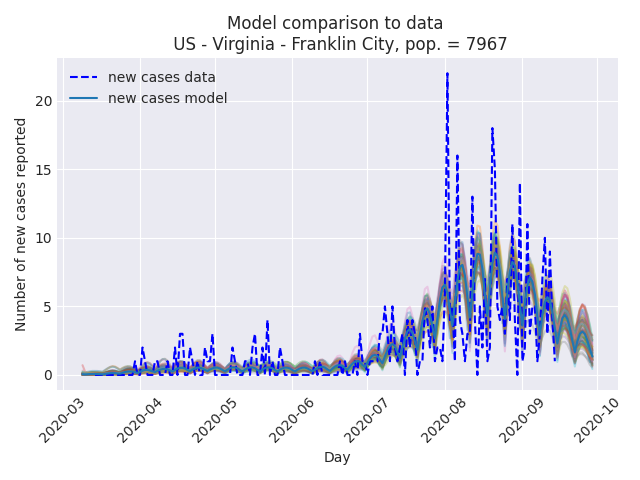 Model comparison to data
US - Virginia - Franklin City, pop. = 7967
new cases data
new cases model
Number of new cases reported
20
15
10
5
0
2020-03
2020-04
2020-05
2020-06
2020-07
2020-08
2020-09
2020-10
Day